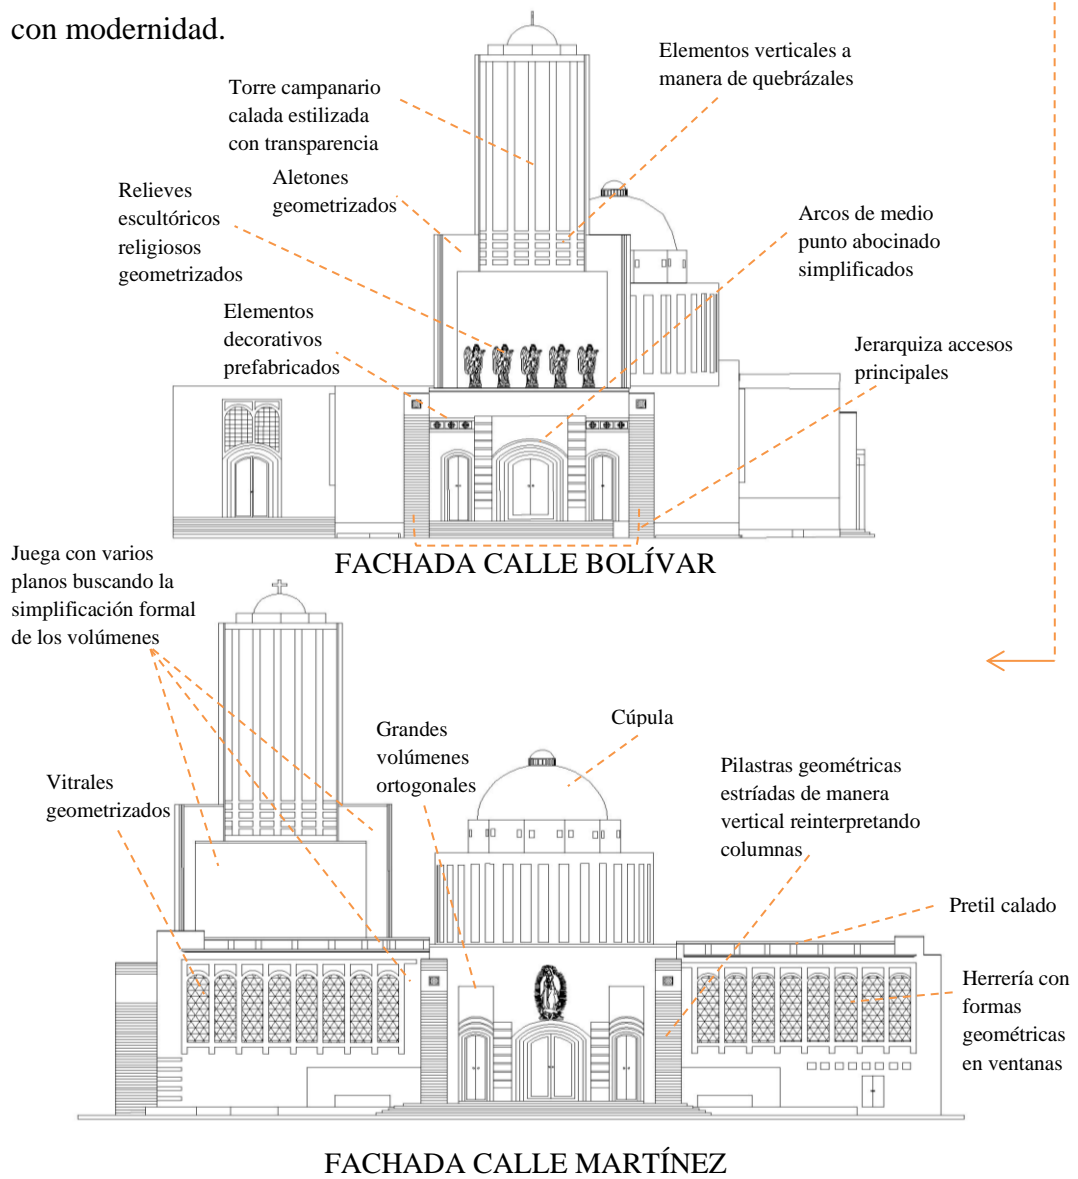 con modernidad.
Elementos verticales a
manera de quebrázales
Torre campanario
calada estilizada
con transparencia
Aletones
geometrizados
Relieves
escultóricos
religiosos
geometrizados
Arcos de medio
punto abocinado
simplificados
Elementos
decorativos
prefabricados
Jerarquiza accesos
principales
FACHADA CALLE BOLÍVAR
Juega con varios
planos buscando la
simplificación formal
de los volúmenes
Cúpula
Grandes
volúmenes
ortogonales
Vitrales
geometrizados
Pilastras geométricas
estríadas de manera
vertical reinterpretando
columnas
Pretil calado
Herrería con
formas
geométricas
en ventanas
FACHADA CALLE MARTÍNEZ